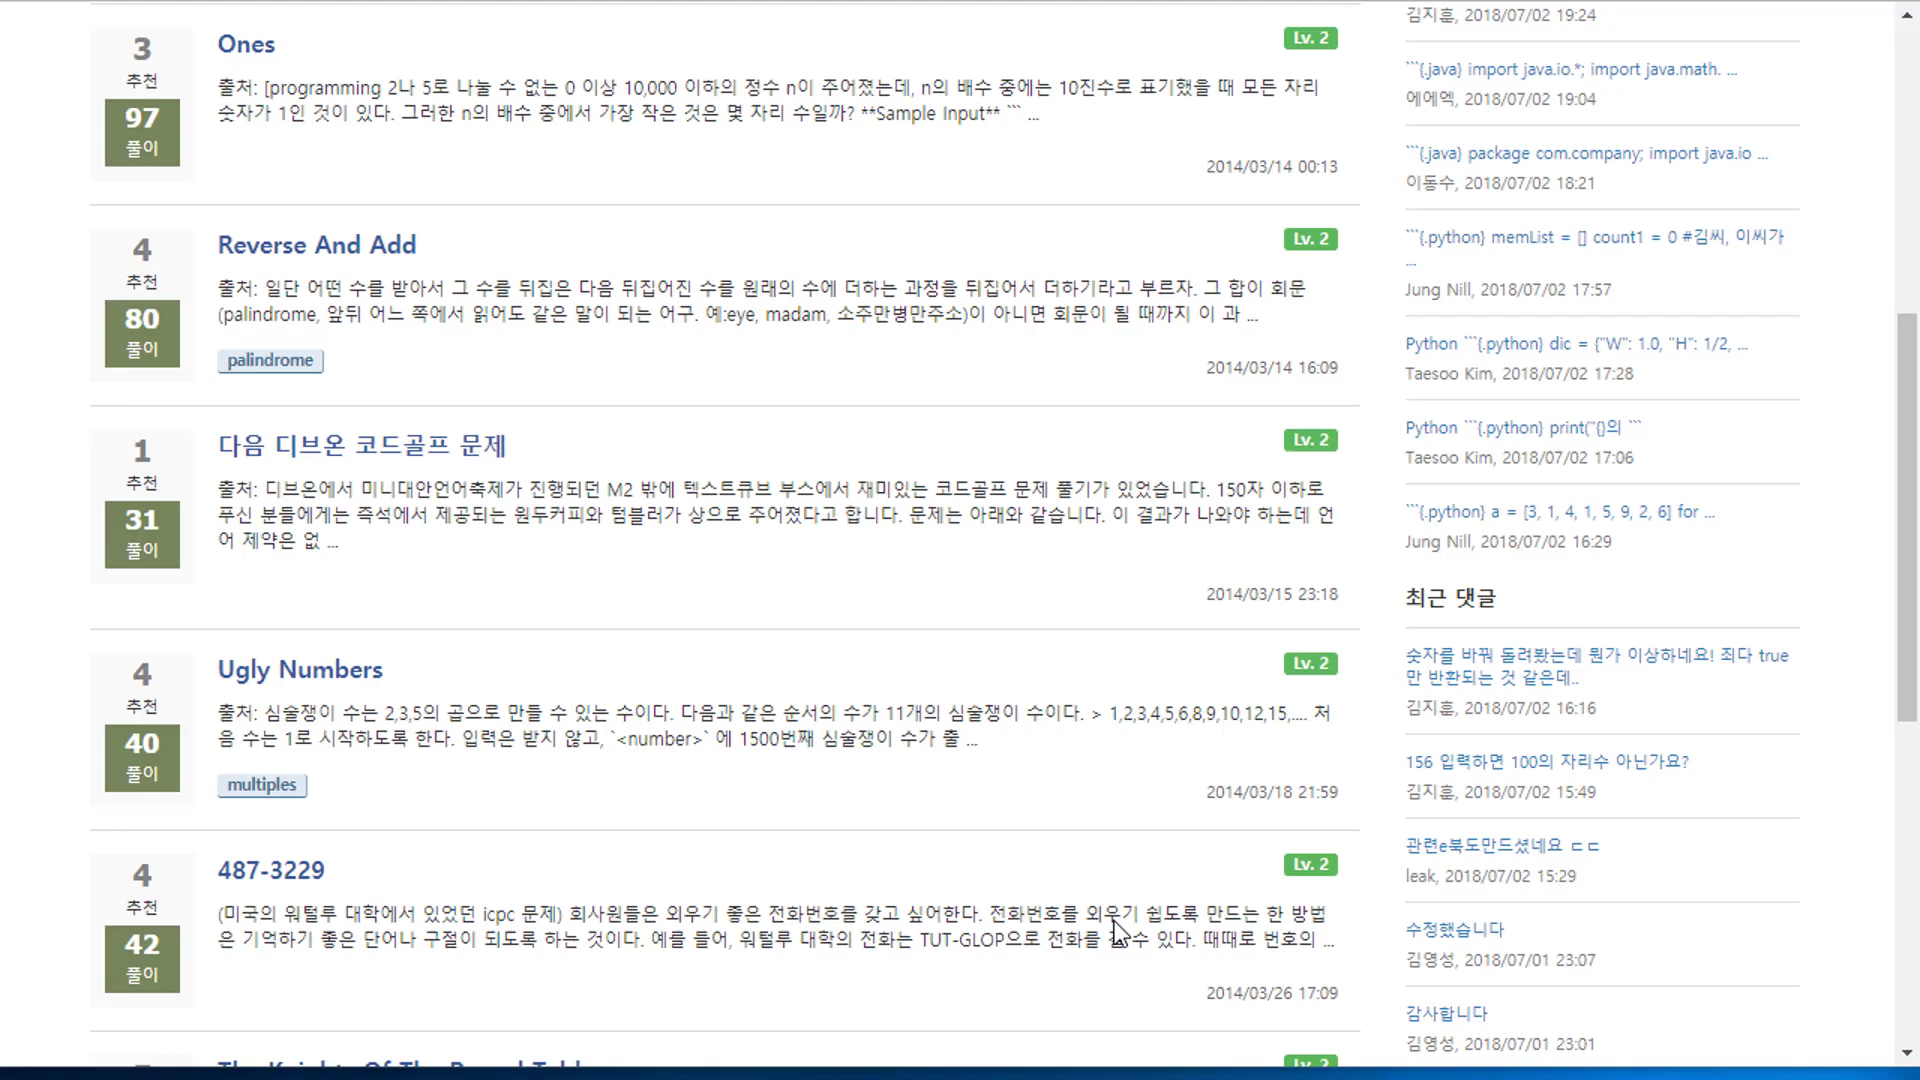 3
추천
97
풀이
Ones
Lv. 2
출처: [programming 2나 5로 나눌 수 없는 0 이상 10,000 이하의 정수 n이 주어졌는데, n의 배수 중에는 10진수로 표기했을 때 모든 자리
숫자가 1인 것이 있다. 그러한 n의 배수 중에서 가장 작은 것은 몇 자리 수일까? **Sample Input** ``` ...
2014/03/14 00:13
4
추천
80
풀이
Reverse And Add
Lv. 2
출처: 일단 어떤 수를 받아서 그 수를 뒤집은 다음 뒤집어진 수를 원래의 수에 더하는 과정을 뒤집어서 더하기라고 부르자. 그 합이 회문
(palindrome, 앞뒤 어느 쪽에서 읽어도 같은 말이 되는 어구. 예:eye, madam, 소주만병만주소)이 아니면 회문이 될 때까지 이 과 ...
palindrome
2014/03/14 16:09
1
추천
31
풀이
다음 디브온 코드골프 문제
Lv. 2
출처: 디브온에서 미니대안언어축제가 진행되던 M2 밖에 텍스트큐브 부스에서 재미있는 코드골프 문제 풀기가 있었습니다. 150자 이하로
푸신 분들에게는 즉석에서 제공되는 원두커피와 텀블러가 상으로 주어졌다고 합니다. 문제는 아래와 같습니다. 이 결과가 나와야 하는데 언
어 제약은 없 ...
2014/03/15 23:18
4
추천
40
풀이
Ugly Numbers
Lv. 2
출처: 심술쟁이 수는 2,3,5의 곱으로 만들 수 있는 수이다. 다음과 같은 순서의 수가 11개의 심술쟁이 수이다. > 1,2,3,4,5,6,8,9,10,12,15,.... 처
음 수는 1로 시작하도록 한다. 입력은 받지 않고, `<number>` 에 1500번째 심술쟁이 수가 출 ...
multiples
2014/03/18 21:59
4
추천
42
풀이
487-3229
Lv. 2
(미국의 워털루 대학에서 있었던 icpc 문제) 회사원들은 외우기 좋은 전화번호를 갖고 싶어한다. 전화번호를 외우기 쉽도록 만드는 한 방법
은 기억하기 좋은 단어나 구절이 되도록 하는 것이다. 예를 들어, 워털루 대학의 전화는 TUT-GLOP으로 전화를 수 있다. 때때로 번호의 ...
2014/03/26 17:09
The Knights Of The Round Table
Lv. 2
김지훈, 2018/07/02 19:24
```{.java} import java.io.*; import java.math. ...
에에엑, 2018/07/02 19:04
```{.java} package com.company; import java.io ...
이동수, 2018/07/02 18:21
```{.python} memList = [] count1 = 0 #김씨, 이씨가
...
Jung Nill, 2018/07/02 17:57
Python ```{.python} dic = {"W": 1.0, "H": 1/2, ...
Taesoo Kim, 2018/07/02 17:28
Python ```{.python} print("{}의 ```
Taesoo Kim, 2018/07/02 17:06
```{.python} a = [3, 1, 4, 1, 5, 9, 2, 6] for ...
Jung Nill, 2018/07/02 16:29
최근 댓글
숫자를 바꿔 돌려봤는데 뭔가 이상하네요! 죄다 true
만 반환되는 것 같은데..
김지훈, 2018/07/02 16:16
156 입력하면 100의 자리수 아닌가요?
김지훈, 2018/07/02 15:49
관련e북도만드셨네요 ㄷㄷ
leak, 2018/07/02 15:29
수정했습니다
김영성, 2018/07/01 23:07
감사합니다
김영성, 2018/07/01 23:01